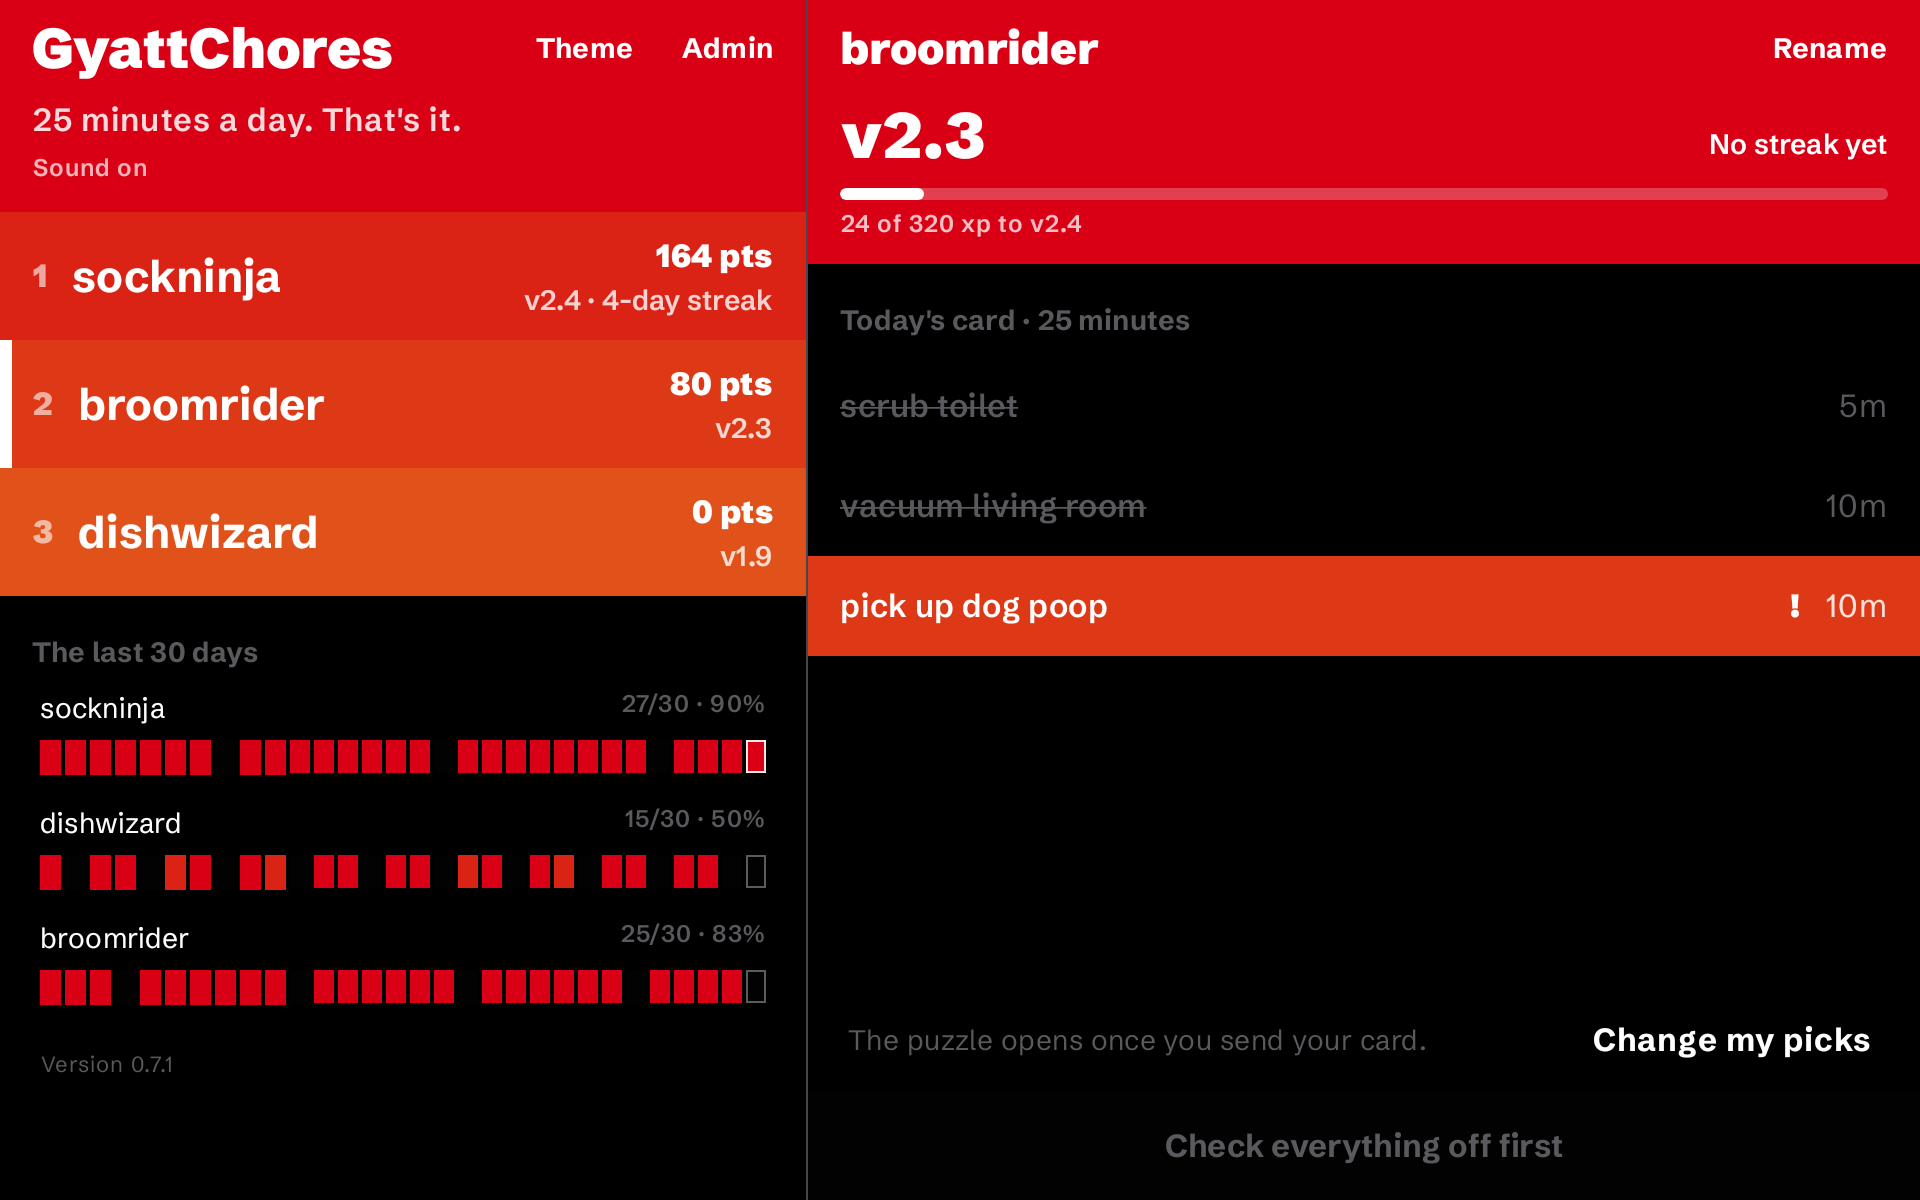 GyattChores
Theme
Admin
25 minutes a day. That's it.
Sound on
1 sockninja
164 pts
v2.4 · 4-day streak
2 broomrider
80 pts
v2.3
3 dishwizard
0 pts
v1.9
The last 30 days
sockninja
27/30 · 90%
dishwizard
15/30 · 50%
broomrider
25/30 · 83%
Version 0.7.1
broomrider
Rename
v2.3
No streak yet
24 of 320 xp to v2.4
Today's card · 25 minutes
scrub toilet 5m
vacuum living room 10m
pick up dog poop ! 10m
The puzzle opens once you send your card.
Change my picks
Check everything off first